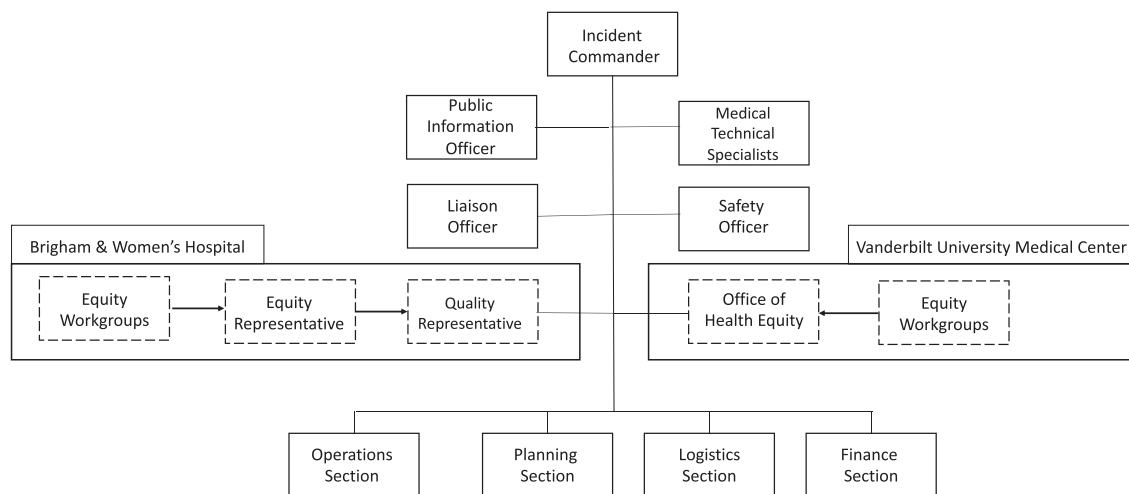 Incident
Commander
Public
Information
Officer
Medical
Technical
Specialists
Liaison
Officer
Safety
Officer
Brigham & Women’s Hospital
Vanderbilt University Medical Center
Equity
Workgroups
Equity
Representative
Quality
Representative
Office of
Health Equity
Equity
Workgroups
Operations
Section
Planning
Section
Logistics
Section
Finance
Section